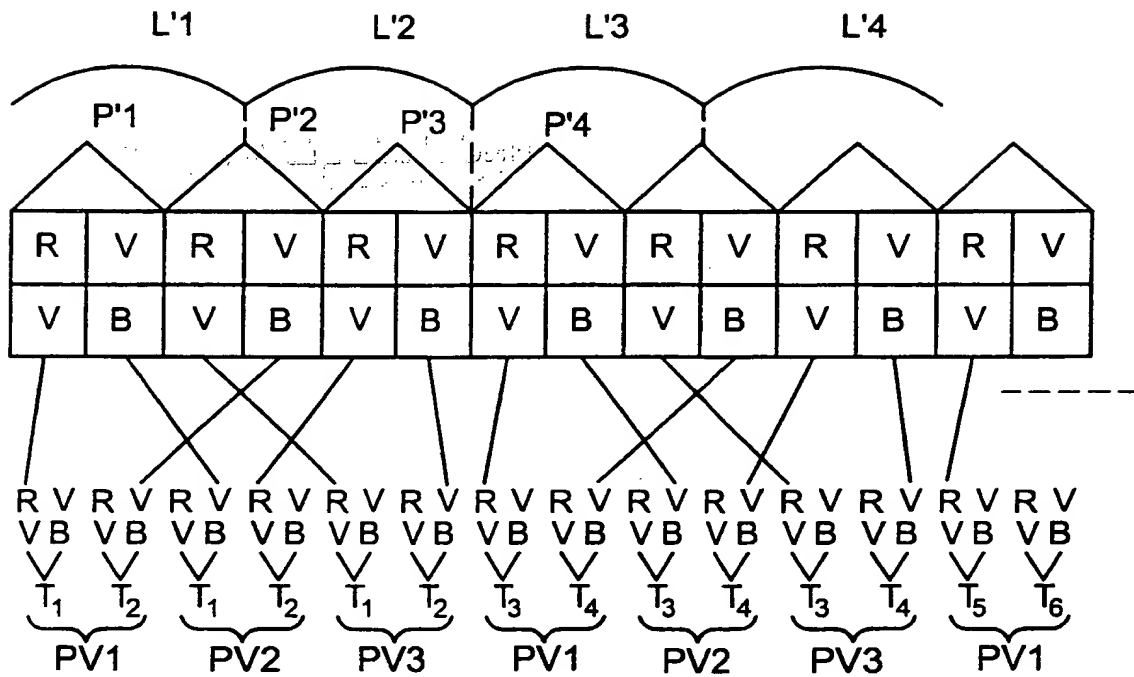 L'1 L'2 L'3 L'4
P'1 P'2 P'3 P'4
R V R V R V R V R V R V R V
V B V B V B V B V B V B V B
R V R V R V R V R V R V R V R V R V R V R V R V R V R V
V B V B V B V B V B V B V B V B V B V B V B V B V B V B
T1 T2 T1 T2 T1 T2 T3 T4 T3 T4 T3 T4 T5 T6
PV1 PV2 PV3 PV1 PV2 PV3 PV1